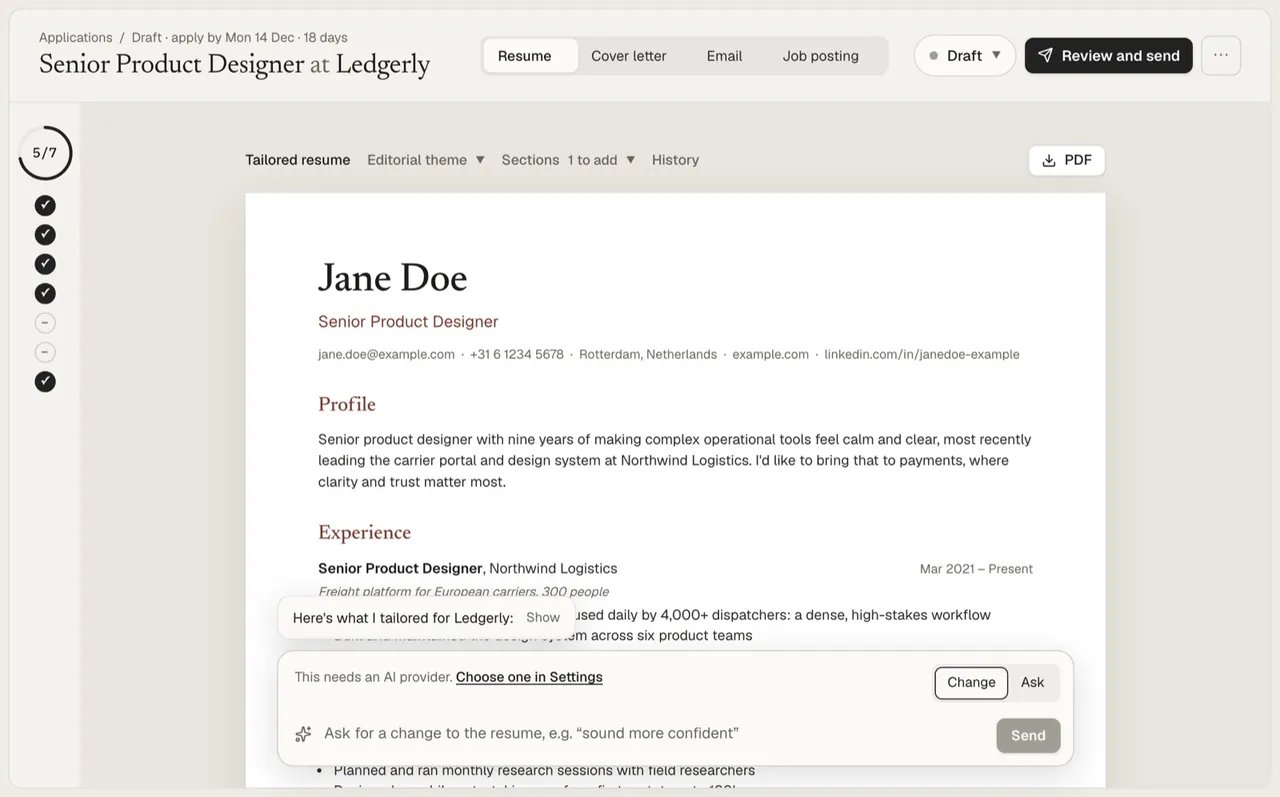 Applications / Draft · apply by Mon 14 Dec · 18 days
Senior Product Designer at Ledgerly
Resume Cover letter Email Job posting
Draft ▼
Review and send
···
5/7
Tailored resume Editorial theme ▼ Sections 1 to add ▼ History
PDF
Jane Doe
Senior Product Designer
jane.doe@example.com · +31 6 1234 5678 · Rotterdam, Netherlands · example.com · linkedin.com/in/janedoe-example
Profile
Senior product designer with nine years of making complex operational tools feel calm and clear, most recently
leading the carrier portal and design system at Northwind Logistics. I'd like to bring that to payments, where
clarity and trust matter most.
Experience
Senior Product Designer, Northwind Logistics Mar 2021 – Present
Freight platform for European carriers, 300 people
used daily by 4,000+ dispatchers: a dense, high-stakes workflow
Here's what I tailored for Ledgerly: Show
Built and maintained the design system across six product teams
This needs an AI provider. Choose one in Settings
Change Ask
Ask for a change to the resume, e.g. “sound more confident”
Send
• Planned and ran monthly research sessions with field researchers